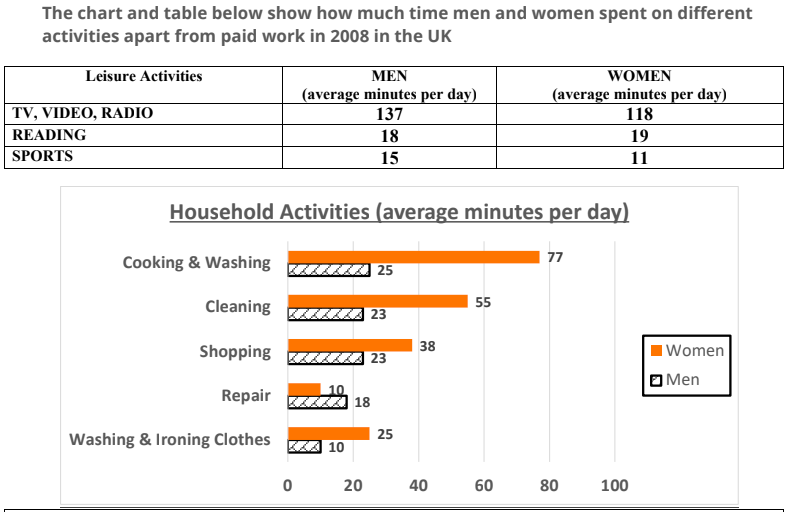 The chart and table below show how much time men and women spent on different
activities apart from paid work in 2008 in the UK
Leisure Activities MEN WOMEN
(average minutes per day) (average minutes per day)
TV, VIDEO, RADIO 137 118
READING 18 19
SPORTS 15 11
Household Activities (average minutes per day)
Cooking & Washing 77
25
Cleaning 55
23
Shopping 38
23
Repair 10
18
Washing & Ironing Clothes 25
10
Women
Men
0 20 40 60 80 100